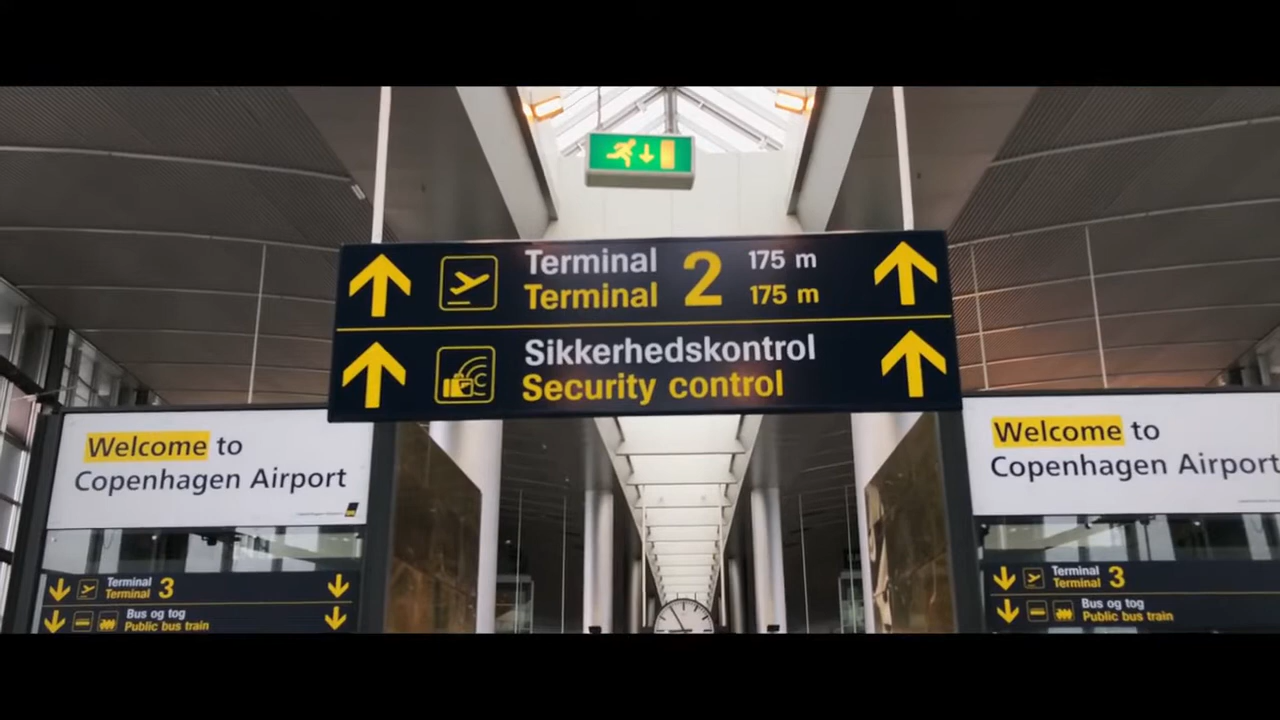 Terminal 2 175 m
Terminal 175 m
Sikkerhedskontrol
Security control
Welcome to
Copenhagen Airport
Terminal 3
Terminal
Bus og tog
Public bus train
Welcome to
Copenhagen Airport
Terminal 3
Terminal
Bus og tog
Public bus train